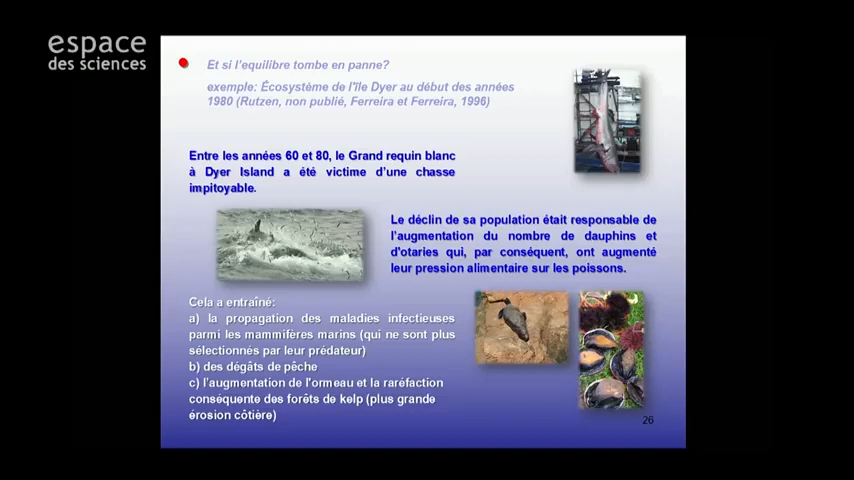 espace
des sciences
Et si l'equilibre tombe en panne?
exemple: Écosystème de l'île Dyer au début des années
1980 (Rutzen, non publié, Ferreira et Ferreira, 1996)
Entre les années 60 et 80, le Grand requin blanc
à Dyer Island a été victime d'une chasse
impitoyable.
Le déclin de sa population était responsable de
l'augmentation du nombre de dauphins et
d'otaries qui, par conséquent, ont augmenté
leur pression alimentaire sur les poissons.
Cela a entraîné:
a) la propagation des maladies infectieuses
parmi les mammifères marins (qui ne sont plus
sélectionnés par leur prédateur)
b) des dégâts de pêche
c) l'augmentation de l'ormeau et la raréfaction
conséquente des forêts de kelp (plus grande
érosion côtière)
26